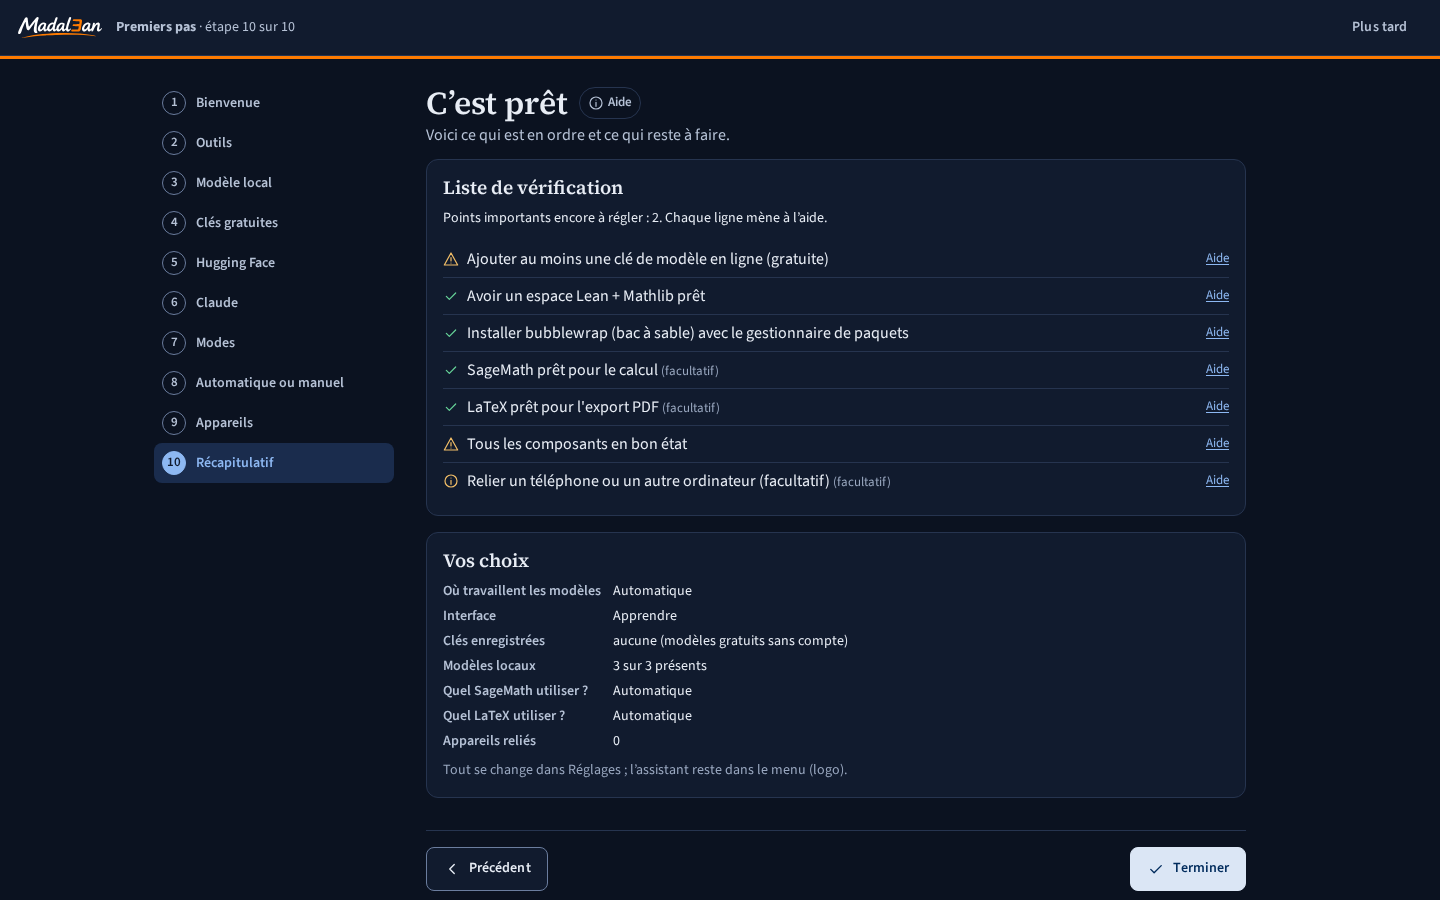 MadalƎan
Premiers pas · étape 10 sur 10
Plus tard
1 Bienvenue
2 Outils
3 Modèle local
4 Clés gratuites
5 Hugging Face
6 Claude
7 Modes
8 Automatique ou manuel
9 Appareils
10 Récapitulatif
C’est prêt
Aide
Voici ce qui est en ordre et ce qui reste à faire.
Liste de vérification
Points importants encore à régler : 2. Chaque ligne mène à l’aide.
Ajouter au moins une clé de modèle en ligne (gratuite) Aide
Avoir un espace Lean + Mathlib prêt Aide
Installer bubblewrap (bac à sable) avec le gestionnaire de paquets Aide
SageMath prêt pour le calcul (facultatif) Aide
LaTeX prêt pour l'export PDF (facultatif) Aide
Tous les composants en bon état Aide
Relier un téléphone ou un autre ordinateur (facultatif) (facultatif) Aide
Vos choix
Où travaillent les modèles Automatique
Interface Apprendre
Clés enregistrées aucune (modèles gratuits sans compte)
Modèles locaux 3 sur 3 présents
Quel SageMath utiliser ? Automatique
Quel LaTeX utiliser ? Automatique
Appareils reliés 0
Tout se change dans Réglages ; l’assistant reste dans le menu (logo).
Précédent
Terminer